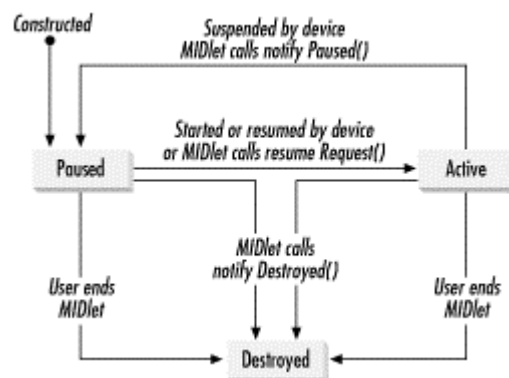 Constructed
Suspended by device
MIDlet calls notify Paused()
Started or resumed by device
or MIDlet calls resume Request()
Paused
Active
MIDlet calls
notify Destroyed()
User ends
MIDlet
User ends
MIDlet
Destroyed